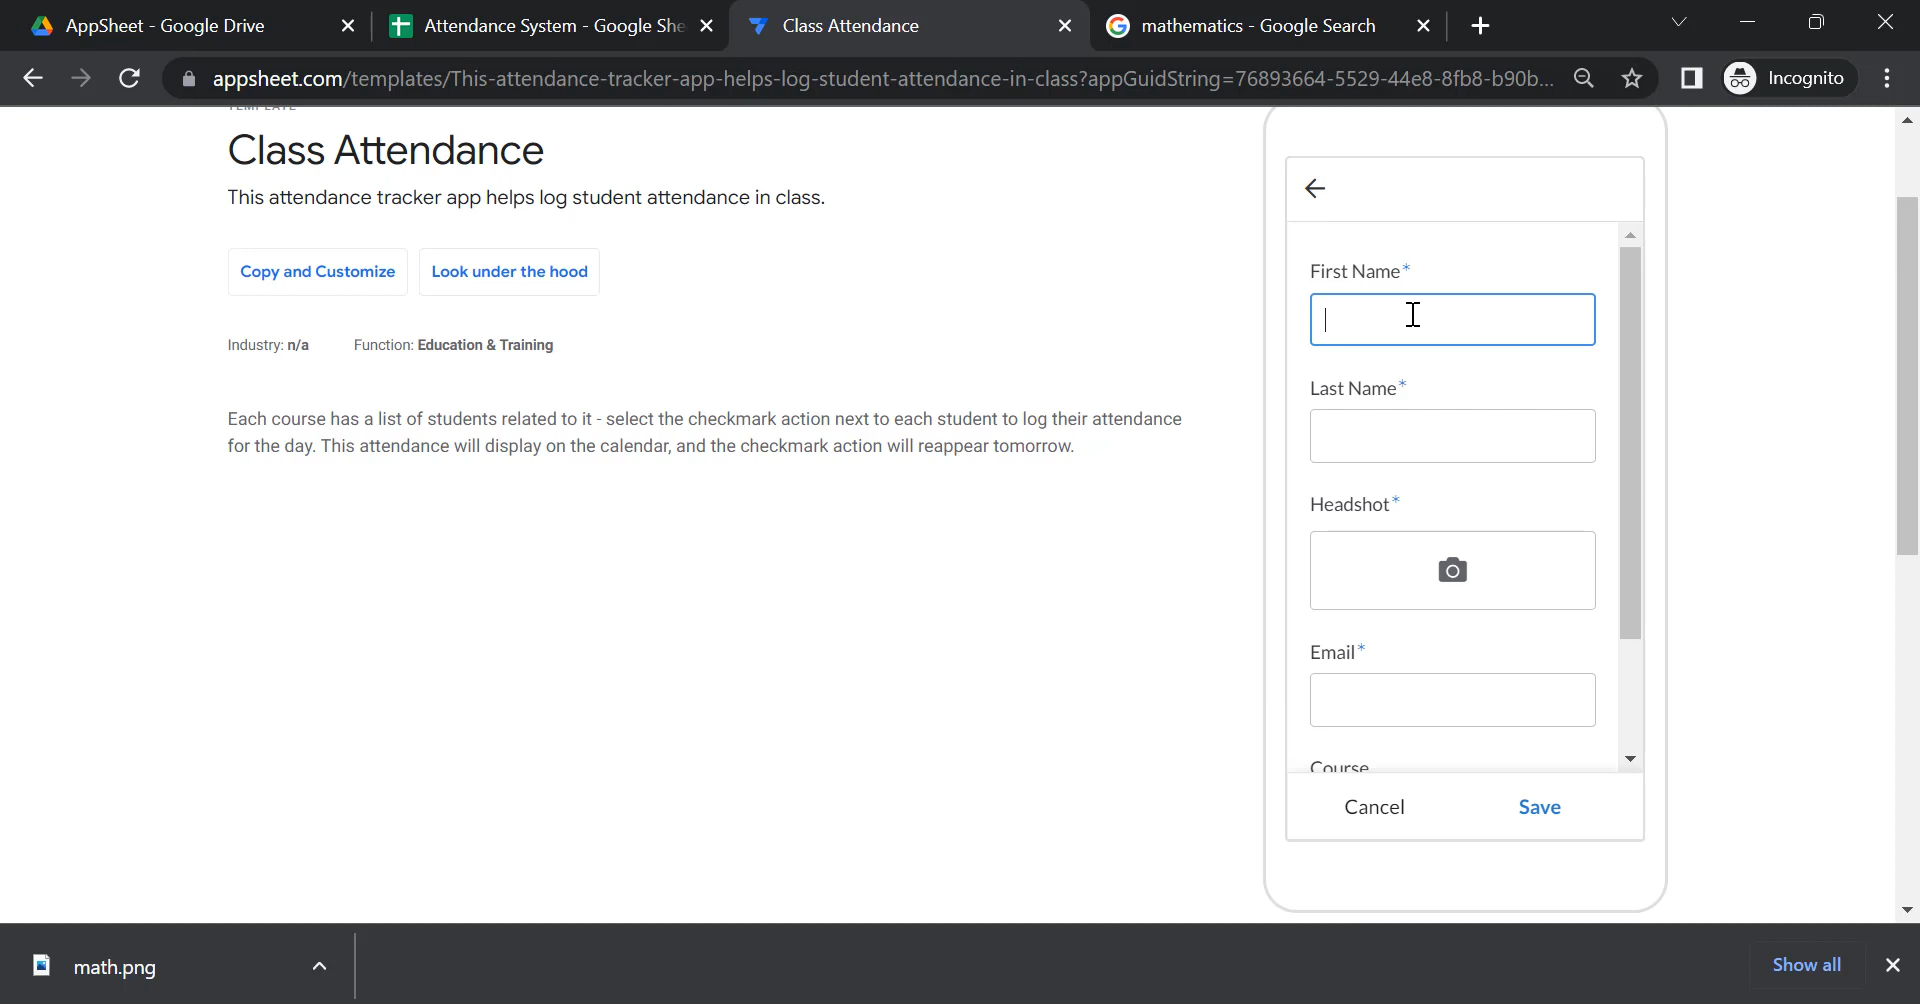 AppSheet - Google Drive
Attendance System - Google She
Class Attendance
mathematics - Google Search
appsheet.com/templates/This-attendance-tracker-app-helps-log-student-attendance-in-class?appGuidString=76893664-5529-44e8-8fb8-b90b...
Incognito
TEMPLATE
Class Attendance
This attendance tracker app helps log student attendance in class.
Copy and Customize
Look under the hood
Industry: n/a
Function: Education & Training
Each course has a list of students related to it - select the checkmark action next to each student to log their attendance
for the day. This attendance will display on the calendar, and the checkmark action will reappear tomorrow.
First Name*
Last Name*
Headshot*
Email*
Course
Cancel
Save
math.png
Show all